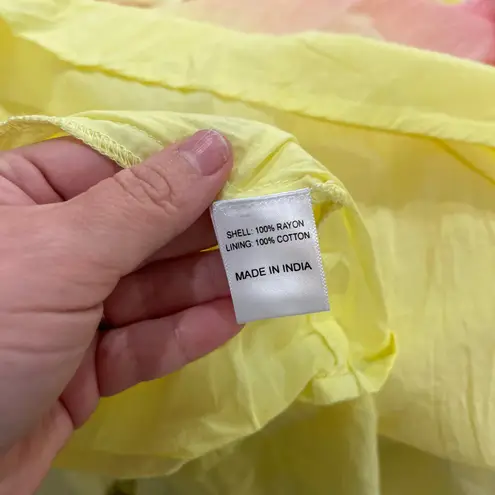 SHELL: 100% RAYON
LINING: 100% COTTON
MADE IN INDIA